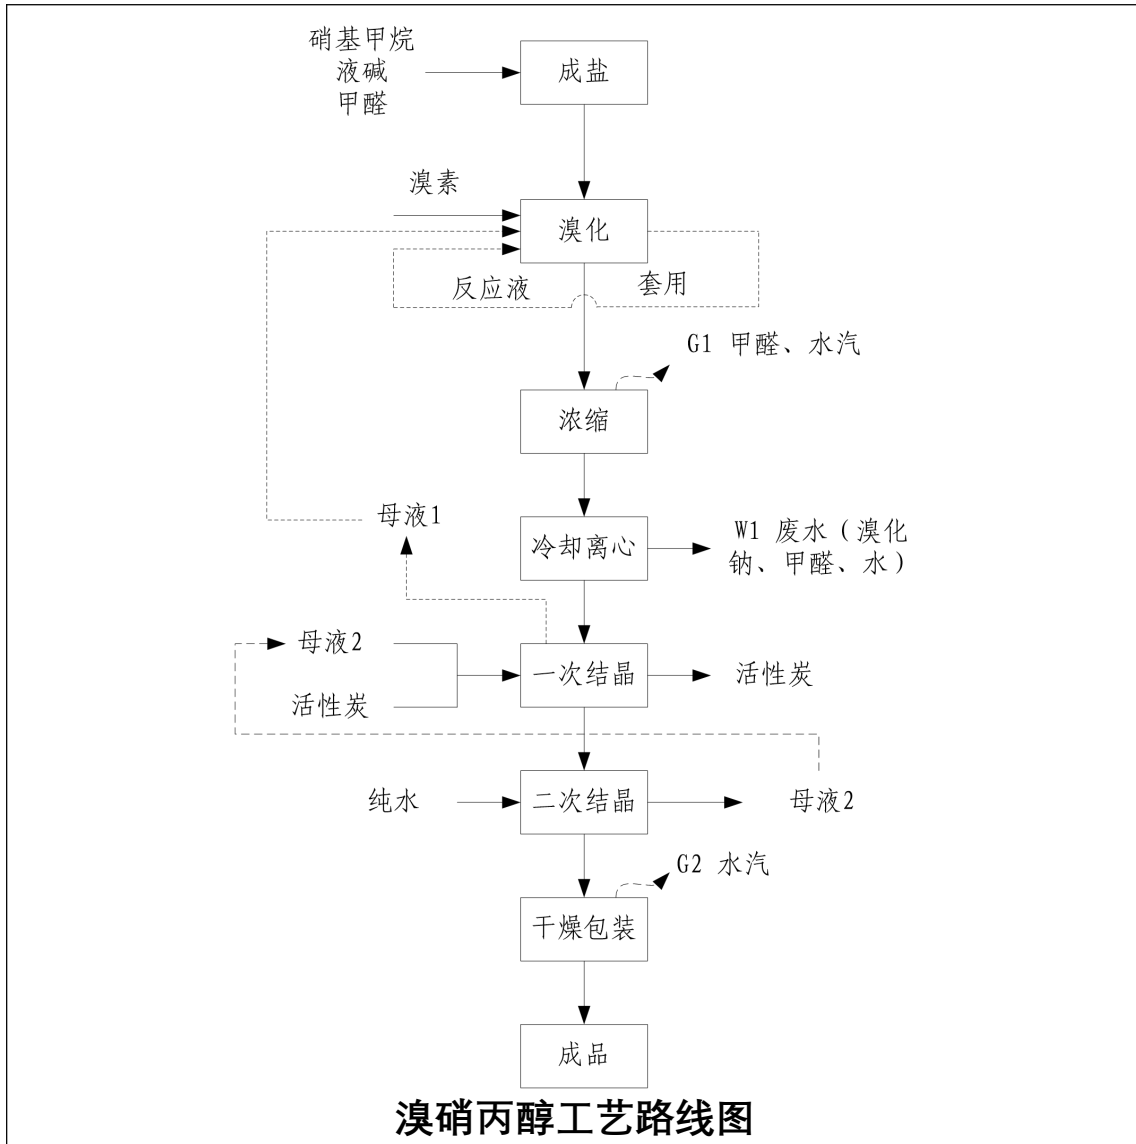 硝基甲烷
液碱
甲醛
成盐
溴素
溴化
反应液
套用
G1 甲醛、水汽
浓缩
母液1
冷却离心
W1 废水（溴化
钠、甲醛、水）
母液2
一次结晶
活性炭
活性炭
纯水
二次结晶
母液2
G2 水汽
干燥包装
成品
溴硝丙醇工艺路线图